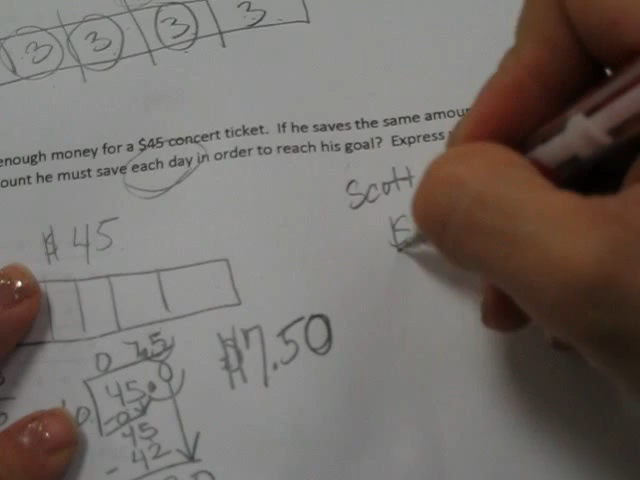 3 3 3 3
enough money for a $45 concert ticket. If he saves the same
ount he must save each day in order to reach his goal? Express
Scott
$45
$7.50
0 7.5
45.0
45
- 42